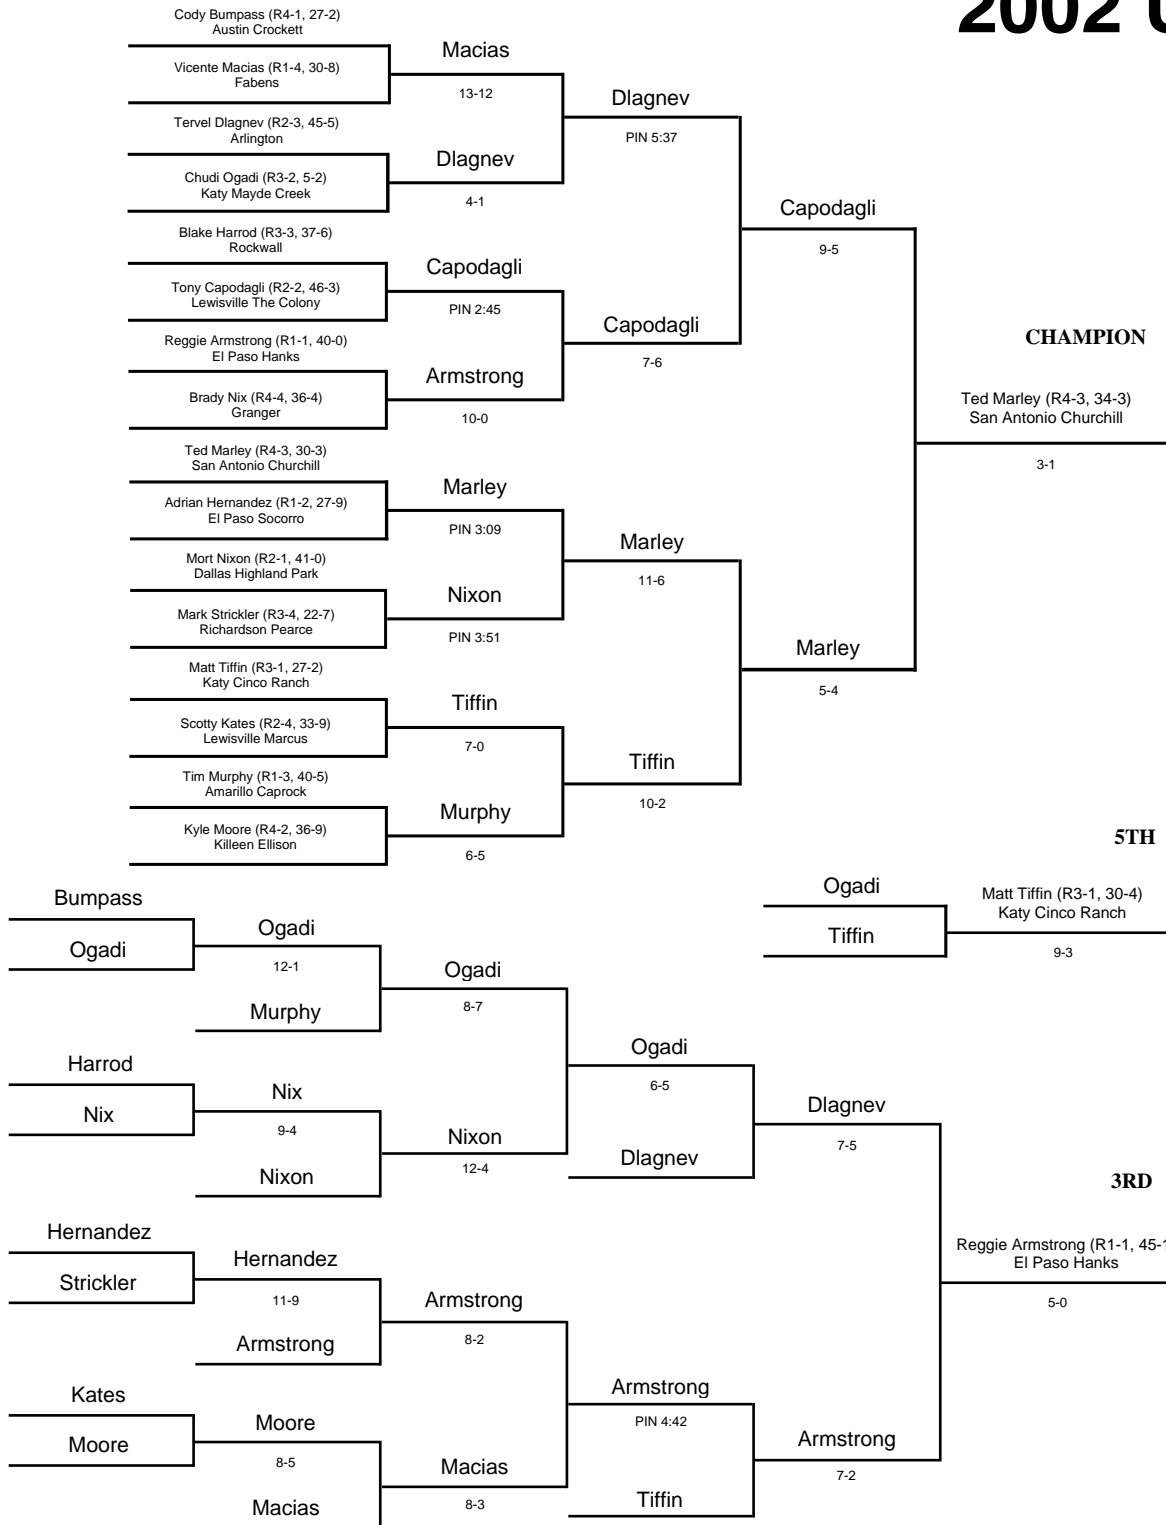 2002 U
Cody Bumpass (R4-1, 27-2)
Austin Crockett
Vicente Macias (R1-4, 30-8)
Fabens
Tervel Dlagnev (R2-3, 45-5)
Arlington
Chudi Ogadi (R3-2, 5-2)
Katy Mayde Creek
Blake Harrod (R3-3, 37-6)
Rockwall
Tony Capodagli (R2-2, 46-3)
Lewisville The Colony
Reggie Armstrong (R1-1, 40-0)
El Paso Hanks
Brady Nix (R4-4, 36-4)
Granger
Ted Marley (R4-3, 30-3)
San Antonio Churchill
Adrian Hernandez (R1-2, 27-9)
El Paso Socorro
Mort Nixon (R2-1, 41-0)
Dallas Highland Park
Mark Strickler (R3-4, 22-7)
Richardson Pearce
Matt Tiffin (R3-1, 27-2)
Katy Cinco Ranch
Scotty Kates (R2-4, 33-9)
Lewisville Marcus
Tim Murphy (R1-3, 40-5)
Amarillo Caprock
Kyle Moore (R4-2, 36-9)
Killeen Ellison
Macias
13-12
Dlagnev
4-1
Capodagli
PIN 2:45
Armstrong
10-0
Marley
PIN 3:09
Nixon
PIN 3:51
Tiffin
7-0
Murphy
6-5
Dlagnev
PIN 5:37
Capodagli
7-6
Marley
11-6
Tiffin
10-2
Capodagli
9-5
Marley
5-4
CHAMPION
Ted Marley (R4-3, 34-3)
San Antonio Churchill
3-1
5TH
Ogadi
Tiffin
Matt Tiffin (R3-1, 30-4)
Katy Cinco Ranch
9-3
Bumpass
Ogadi
Harrod
Nix
Hernandez
Strickler
Kates
Moore
Ogadi
12-1
Murphy
Nix
9-4
Nixon
Hernandez
11-9
Armstrong
Moore
8-5
Macias
Ogadi
8-7
Nixon
12-4
Armstrong
8-2
Macias
8-3
Ogadi
6-5
Dlagnev
Armstrong
PIN 4:42
Tiffin
Dlagnev
7-5
Armstrong
7-2
3RD
Reggie Armstrong (R1-1, 45-1
El Paso Hanks
5-0